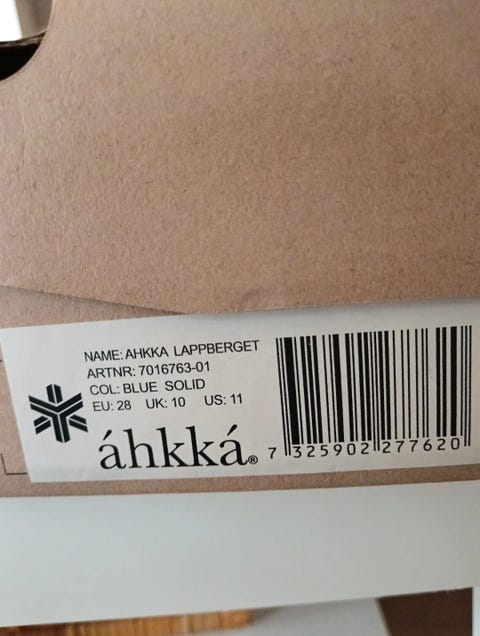 NAME: AHKKA LAPPBERGET
ARTNR: 7016763-01
COL: BLUE SOLID
EU: 28 UK: 10 US: 11
áhkká®
7 325902 277620